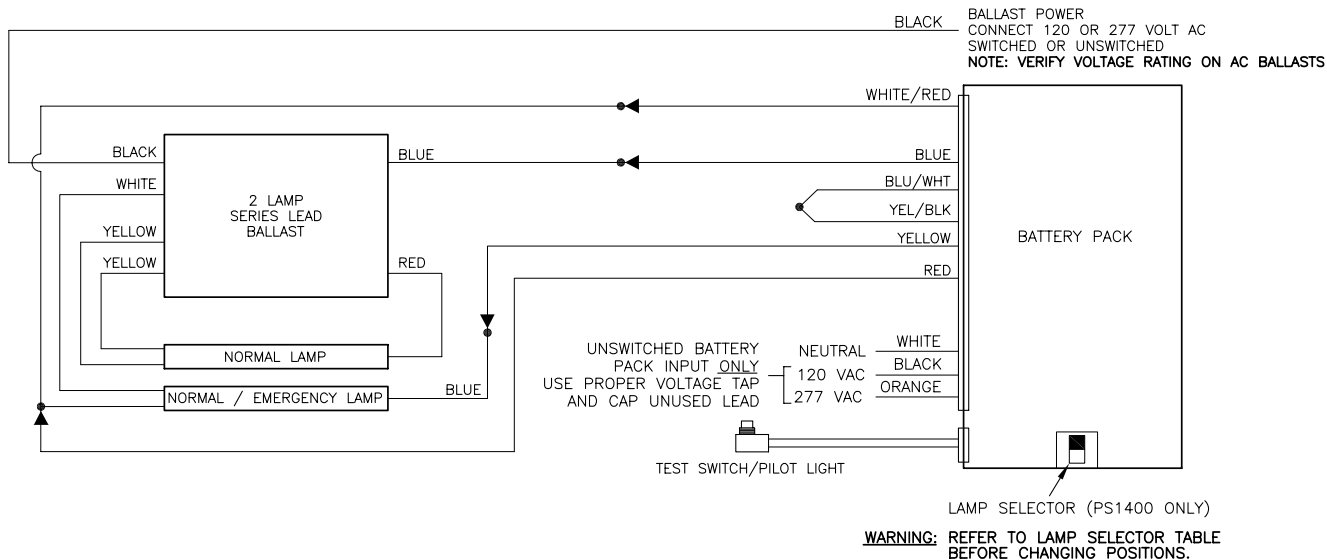 BLACK
BALLAST POWER
CONNECT 120 OR 277 VOLT AC
SWITCHED OR UNSWITCHED
NOTE: VERIFY VOLTAGE RATING ON AC BALLASTS
WHITE/RED
BLACK
BLUE
BLUE
WHITE
BLU/WHT
2 LAMP
SERIES LEAD
BALLAST
YEL/BLK
YELLOW
YELLOW
BATTERY PACK
YELLOW
RED
RED
UNSWITCHED BATTERY
PACK INPUT ONLY
USE PROPER VOLTAGE TAP
AND CAP UNUSED LEAD
NEUTRAL
WHITE
120 VAC
BLACK
277 VAC
ORANGE
NORMAL LAMP
NORMAL / EMERGENCY LAMP
BLUE
TEST SWITCH/PILOT LIGHT
LAMP SELECTOR (PS1400 ONLY)
WARNING: REFER TO LAMP SELECTOR TABLE
BEFORE CHANGING POSITIONS.